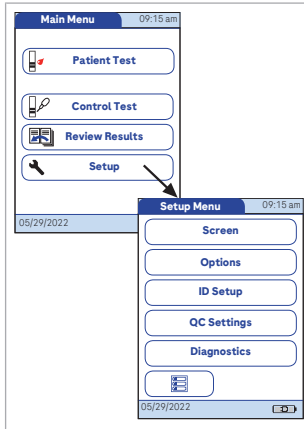 Main Menu 09:15 am
Patient Test
Control Test
Review Results
Setup
05/29/2022
Setup Menu 09:15 am
Screen
Options
ID Setup
QC Settings
Diagnostics
05/29/2022